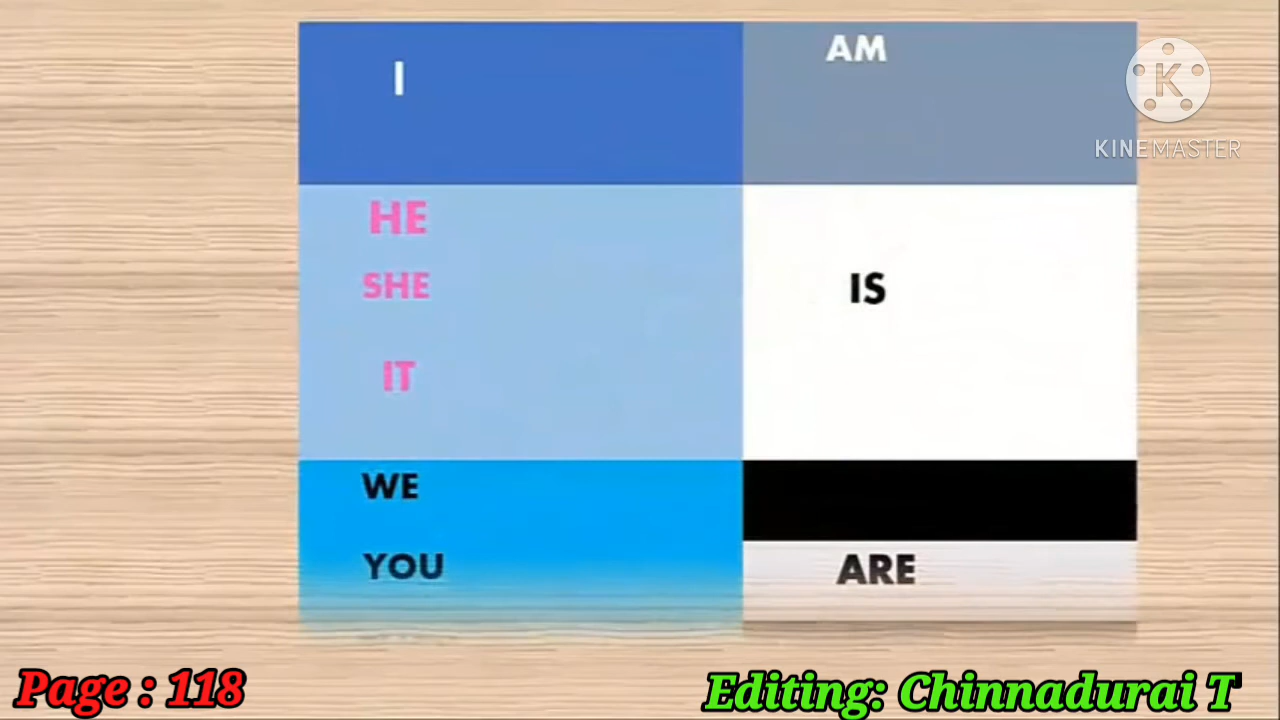 I AM
KINEMASTER
HE
SHE IS
IT
WE
YOU ARE
Page : 118
Editing: Chinnadurai T